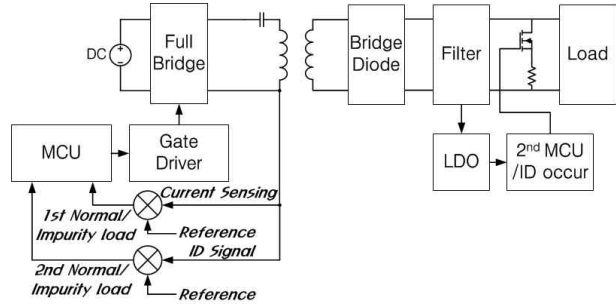 DC
Full
Bridge
Bridge
Diode
Filter
Load
MCU
Gate
Driver
LDO
2nd MCU
/ID occur
Current Sensing
1st Normal/
Impurity load
Reference
ID Signal
2nd Normal/
Impurity load
Reference